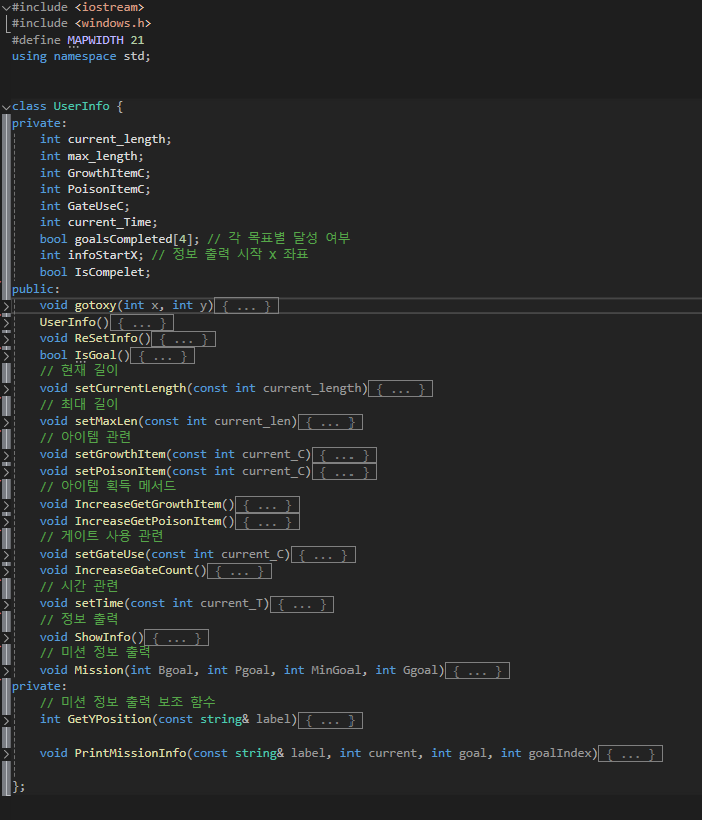 #include <iostream>
#include <windows.h>
#define MAPWIDTH 21
using namespace std;
class UserInfo {
private:
int current_length;
int max_length;
int GrowthItemC;
int PoisonItemC;
int GateUseC;
int current_Time;
bool goalsCompleted[4]; // 각 목표별 달성 여부
int infoStartX; // 정보 출력 시작 X 좌표
bool IsCompelet;
public:
void gotoxy(int x, int y){ ... }
UserInfo(){ ... }
void ReSetInfo(){ ... }
bool IsGoal(){ ... }
// 현재 길이
void setCurrentLength(const int current_length){ ... }
// 최대 길이
void setMaxLen(const int current_len){ ... }
// 아이템 관련
void setGrowthItem(const int current_C){ ... }
void setPoisonItem(const int current_C){ ... }
// 아이템 획득 메서드
void IncreaseGetGrowthItem(){ ... }
void IncreaseGetPoisonItem(){ ... }
// 게이트 사용 관련
void setGateUse(const int current_C){ ... }
void IncreaseGateCount(){ ... }
// 시간 관련
void setTime(const int current_T){ ... }
// 정보 출력
void ShowInfo(){ ... }
// 미션 정보 출력
void Mission(int Bgoal, int Pgoal, int MinGoal, int Ggoal){ ... }
private:
// 미션 정보 출력 보조 함수
int GetYPosition(const string& label){ ... }
void PrintMissionInfo(const string& label, int current, int goal, int goalIndex){ ... }
};